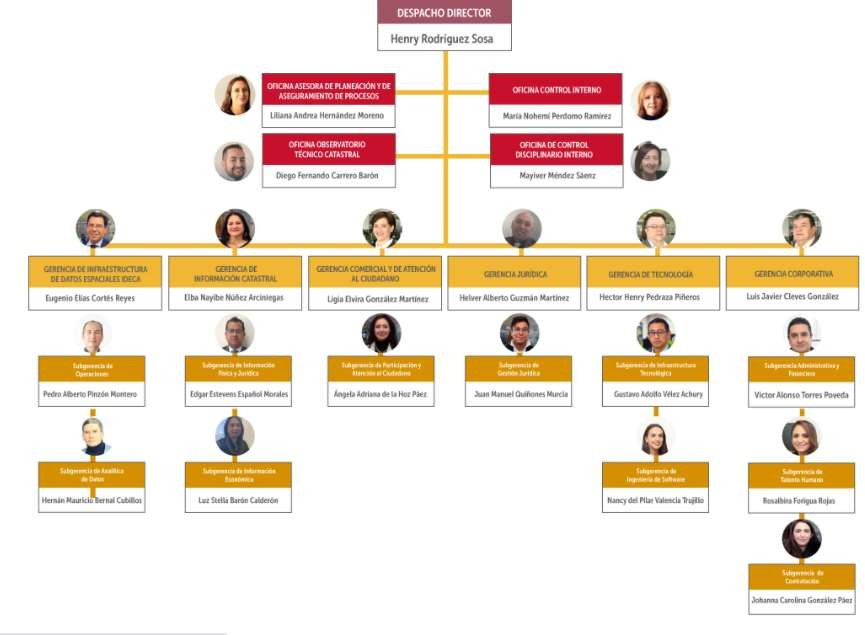 DESPACHO DIRECTOR
Henry Rodríguez Sosa
OFICINA ASESORA DE PLANEACIÓN Y DE
ASEGURAMIENTO DE PROCESOS
Liliana Andrea Hernández Moreno
OFICINA CONTROL INTERNO
María Nohemí Perdomo Ramírez
OFICINA OBSERVATORIO
TÉCNICO CATASTRAL
Diego Fernando Carrero Barón
OFICINA DE CONTROL
DISCIPLINARIO INTERNO
Mayiver Méndez Sáenz
GERENCIA DE INFRAESTRUCTURA
DE DATOS ESPACIALES IDECA
Eugenio Elías Cortés Reyes
GERENCIA DE
INFORMACIÓN CATASTRAL
Elba Nayibe Núñez Arciniegas
GERENCIA COMERCIAL Y DE ATENCIÓN
AL CIUDADANO
Ligia Elvira González Martínez
GERENCIA JURÍDICA
Helver Alberto Guzmán Martínez
GERENCIA DE TECNOLOGÍA
Hector Henry Pedraza Piñeros
GERENCIA CORPORATIVA
Luis Javier Cleves González
Subgerencia de
Operaciones
Pedro Alberto Pinzón Montero
Subgerencia de Información
Física y Jurídica
Edgar Estevens Español Morales
Subgerencia de Participación y
Atención al Ciudadano
Ángela Adriana de la Hoz Páez
Subgerencia de
Gestión Jurídica
Juan Manuel Quiñones Murcia
Subgerencia de Infraestructura
Tecnológica
Gustavo Adolfo Vélez Achury
Subgerencia Administrativa y
Financiera
Víctor Alonso Torres Poveda
Subgerencia de Analítica
de Datos
Hernán Mauricio Bernal Cubillos
Subgerencia de Información
Económica
Luz Stella Barón Calderón
Subgerencia de
Ingeniería de Software
Nancy del Pilar Valencia Trujillo
Subgerencia de
Talento Humano
Rosalbira Forigua Rojas
Subgerencia de
Contratación
Johanna Carolina González Páez